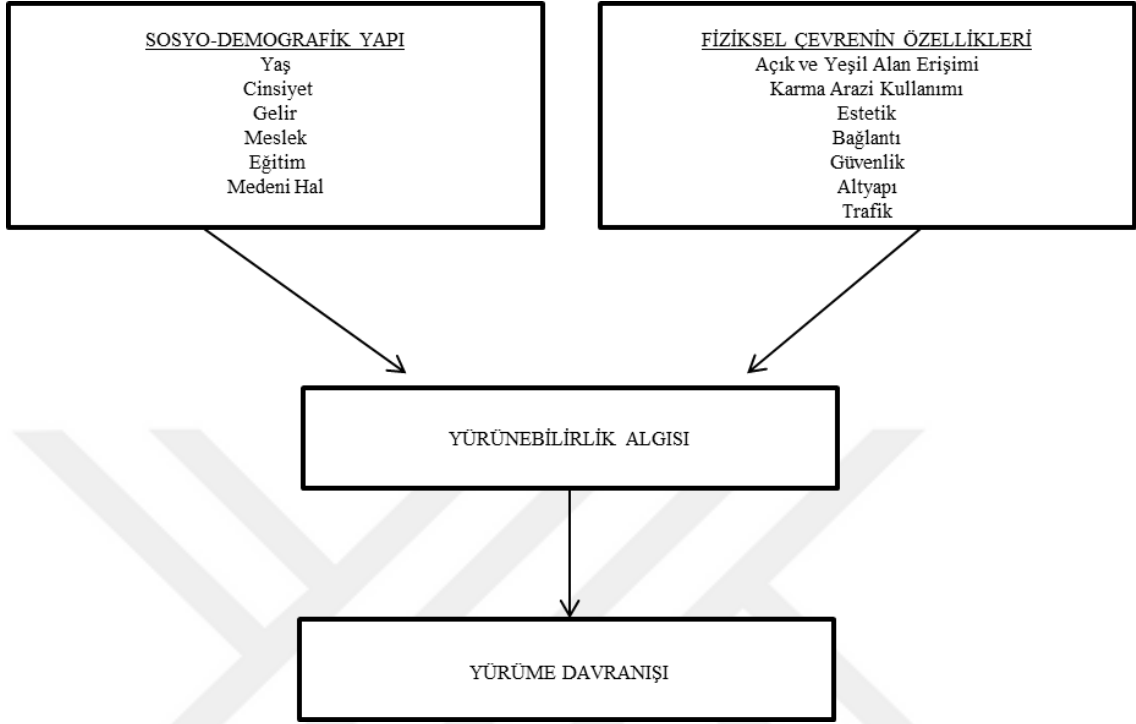 SOSYO-DEMOGRAFİK YAPI
Yaş
Cinsiyet
Gelir
Meslek
Eğitim
Medeni Hal
FİZİKSEL ÇEVRENİN ÖZELLİKLERİ
Açık ve Yeşil Alan Erişimi
Karma Arazi Kullanımı
Estetik
Bağlantı
Güvenlik
Altyapı
Trafik
YÜRÜNEBİLİRLİK ALGISI
YÜRÜME DAVRANIŞI